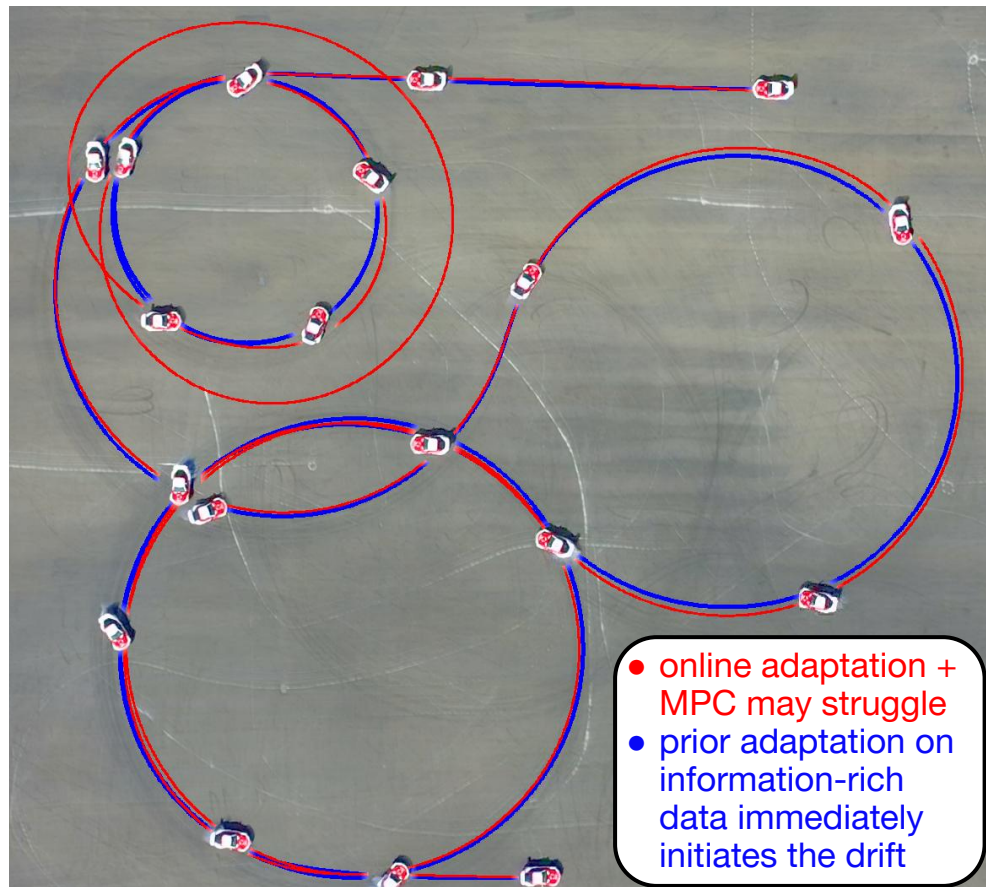 ● online adaptation +
MPC may struggle
● prior adaptation on
information-rich
data immediately
initiates the drift